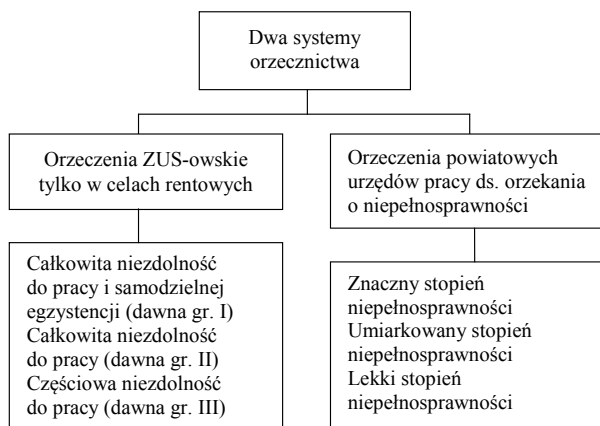 Dwa systemy
orzecznictwa
Orzeczenia ZUS-owskie
tylko w celach rentowych
Orzeczenia powiatowych
urzędów pracy ds. orzekania
o niepełnosprawności
Całkowita niezdolność
do pracy i samodzielnej
egzystencji (dawna gr. I)
Całkowita niezdolność
do pracy (dawna gr. II)
Częściowa niezdolność
do pracy (dawna gr. III)
Znaczny stopień
niepełnosprawności
Umiarkowany stopień
niepełnosprawności
Lekki stopień
niepełnosprawności